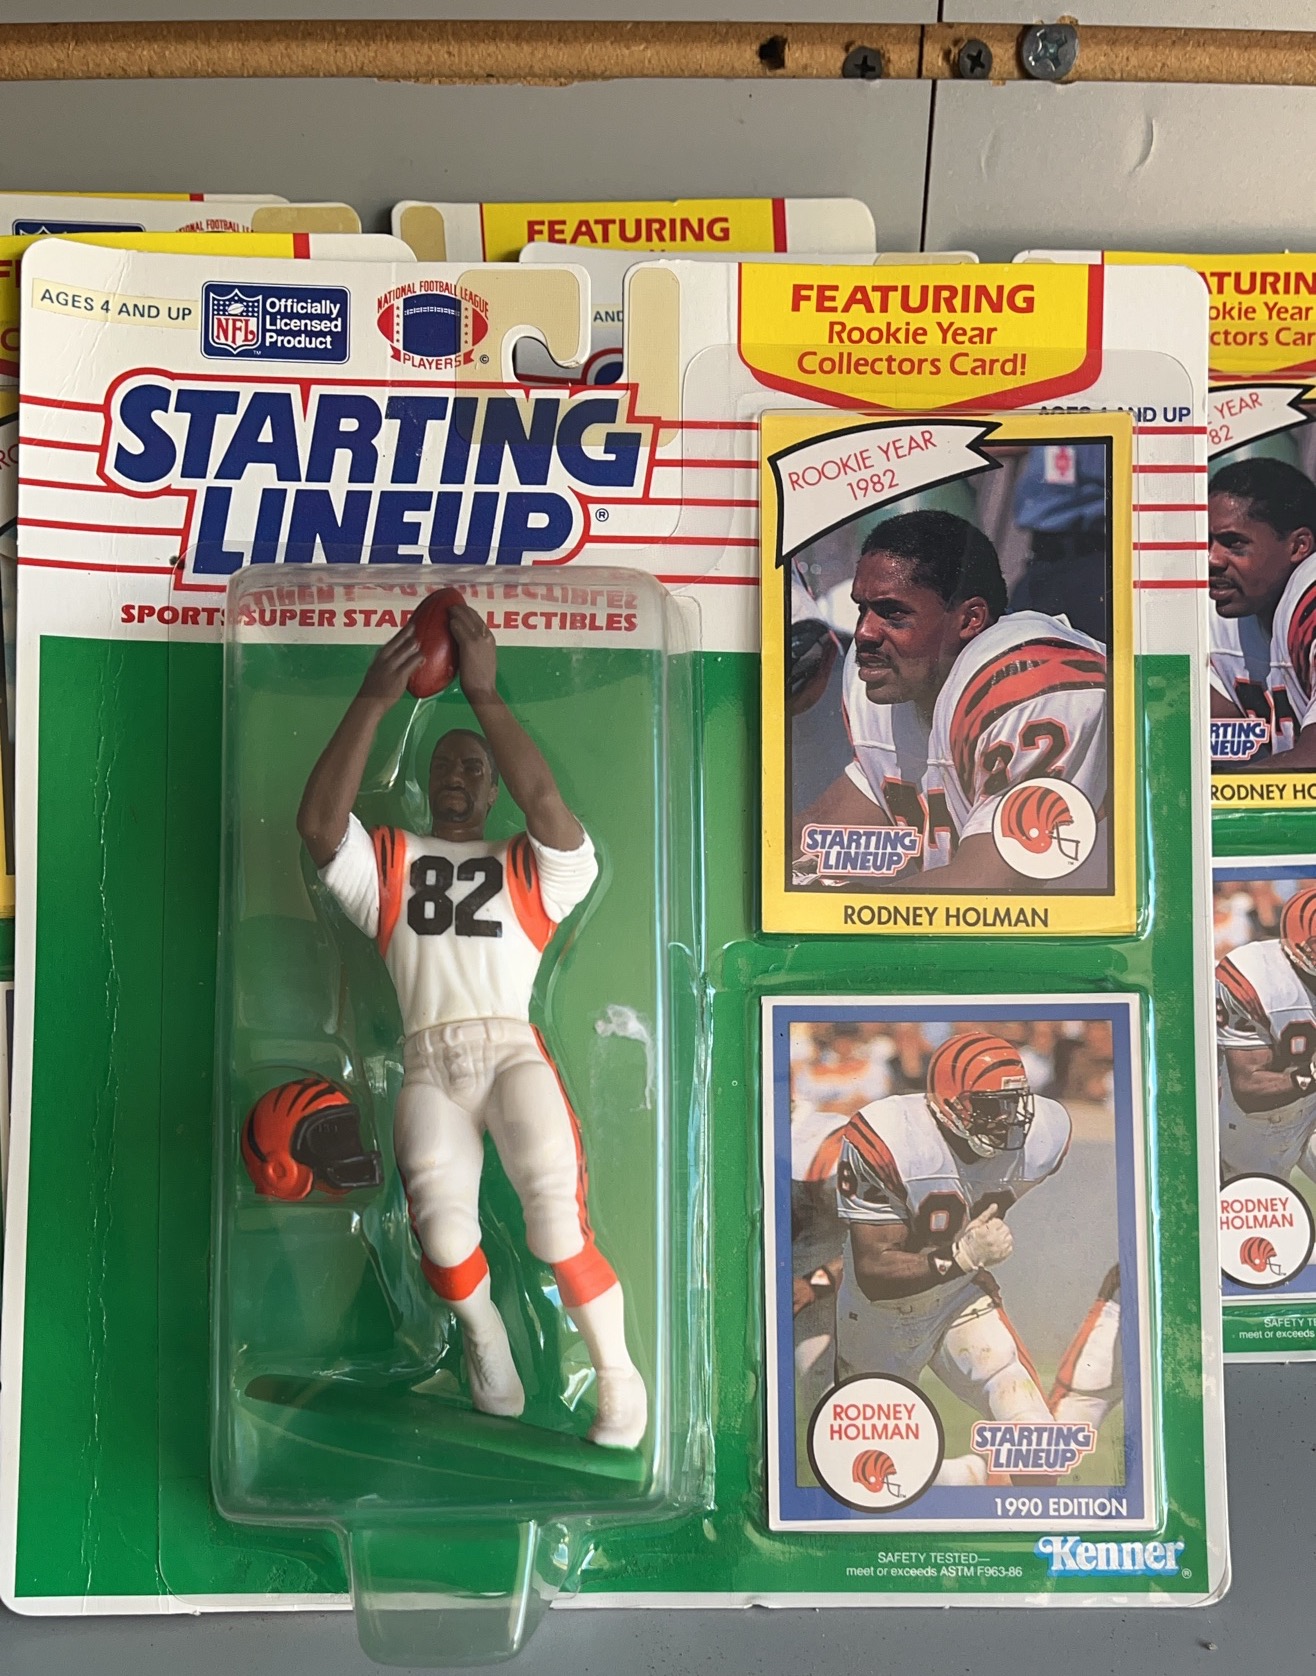 FEATURING
AGES 4 AND UP
NFL
Officially
Licensed
Product
NATIONAL FOOTBALL LEAGUE
PLAYERS
FEATURING
Rookie Year
Collectors Card!
STARTING
LINEUP
SPORTS SUPER STAR COLLECTIBLES
ROOKIE YEAR
1982
82
STARTING
LINEUP
RODNEY HOLMAN
82
RODNEY
HOLMAN
STARTING
LINEUP
1990 EDITION
SAFETY TESTED—
meet or exceeds ASTM F963-86
Kenner
RODNEY
HOLMAN